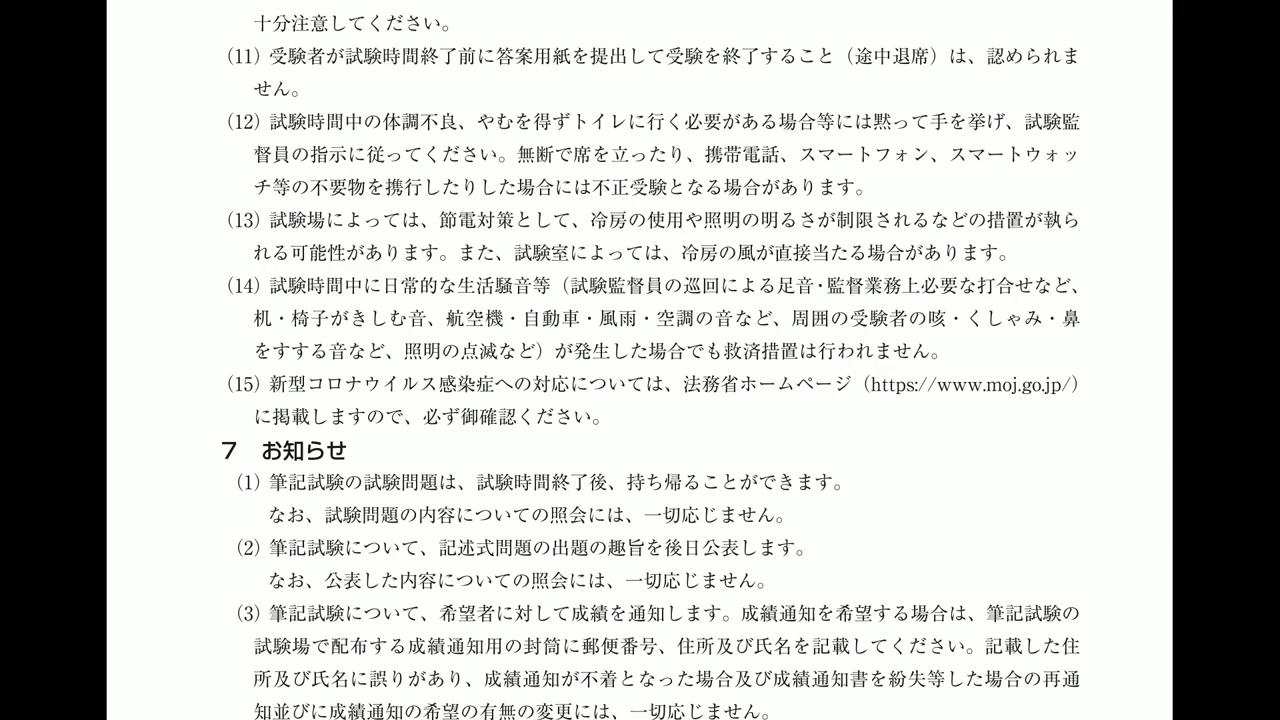 十分注意してください。
(11) 受験者が試験時間終了前に答案用紙を提出して受験を終了すること（途中退席）は、認められま
せん。
(12) 試験時間中の体調不良、やむを得ずトイレに行く必要がある場合等には黙って手を挙げ、試験監
督員の指示に従ってください。無断で席を立ったり、携帯電話、スマートフォン、スマートウォッ
チ等の不要物を携行したりした場合には不正受験となる場合があります。
(13) 試験場によっては、節電対策として、冷房の使用や照明の明るさが制限されるなどの措置が執ら
れる可能性があります。また、試験室によっては、冷房の風が直接当たる場合があります。
(14) 試験時間中に日常的な生活騒音等（試験監督員の巡回による足音・監督業務上必要な打合せなど、
机・椅子がきしむ音、航空機・自動車・風雨・空調の音など、周囲の受験者の咳・くしゃみ・鼻
をすする音など、照明の点滅など）が発生した場合でも救済措置は行われません。
(15) 新型コロナウイルス感染症への対応については、法務省ホームページ（https://www.moj.go.jp/）
に掲載しますので、必ず御確認ください。
7　お知らせ
(1) 筆記試験の試験問題は、試験時間終了後、持ち帰ることができます。
なお、試験問題の内容についての照会には、一切応じません。
(2) 筆記試験について、記述式問題の出題の趣旨を後日公表します。
なお、公表した内容についての照会には、一切応じません。
(3) 筆記試験について、希望者に対して成績を通知します。成績通知を希望する場合は、筆記試験の
試験場で配布する成績通知用の封筒に郵便番号、住所及び氏名を記載してください。記載した住
所及び氏名に誤りがあり、成績通知が不着となった場合及び成績通知書を紛失等した場合の再通
知並びに成績通知の希望の有無の変更には、一切応じません。